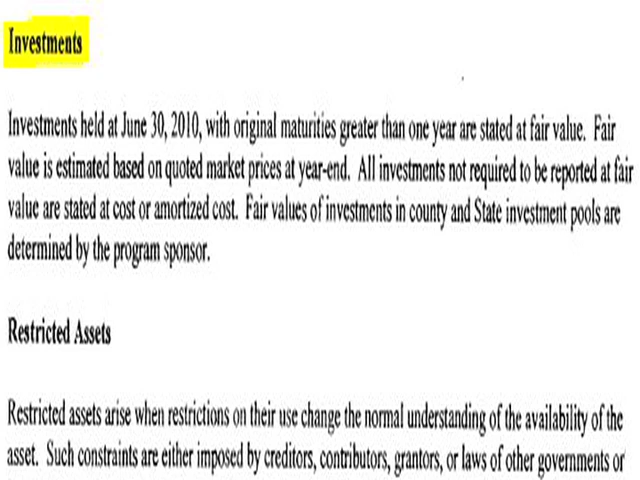 Investments
Investments held at June 30, 2010, with original maturities greater than one year are stated at fair value. Fair
value is estimated based on quoted market prices at year-end. All investments not required to be reported at fair
value are stated at cost or amortized cost. Fair values of investments in county and State investment pools are
determined by the program sponsor.
Restricted Assets
Restricted assets arise when restrictions on their use change the normal understanding of the availability of the
asset. Such constraints are either imposed by creditors, contributors, grantors, or laws of other governments or